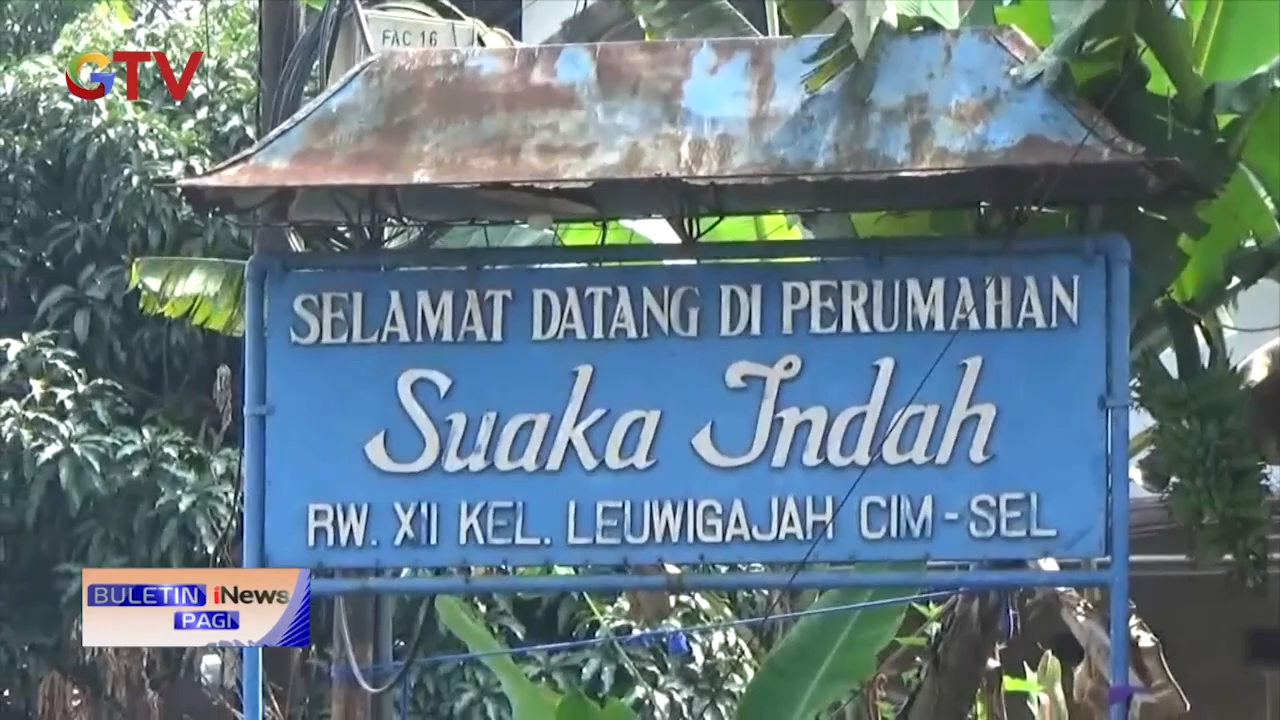 FAC 16
GTV
SELAMAT DATANG DI PERUMAHAN
Suaka Indah
RW. XII KEL. LEUWIGAJAH CIM-SEL
BULETIN iNews
PAGI